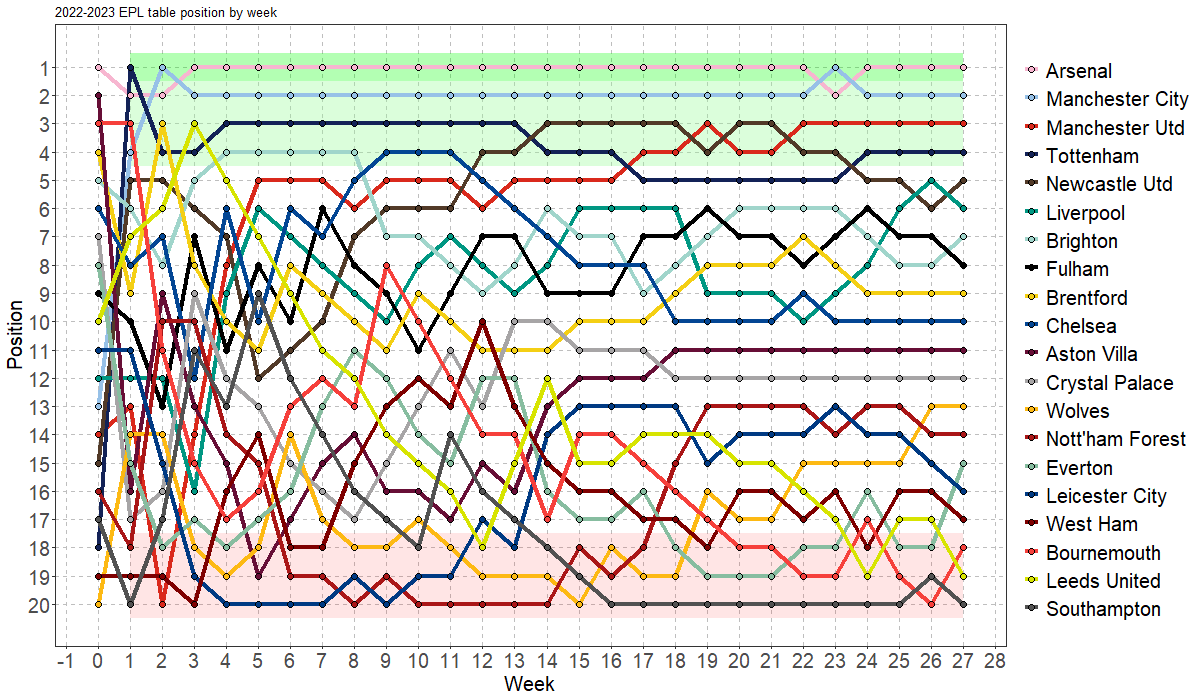 2022-2023 EPL table position by week
Position
1
2
3
4
5
6
7
8
9
10
11
12
13
14
15
16
17
18
19
20
-1 0 1 2 3 4 5 6 7 8 9 10 11 12 13 14 15 16 17 18 19 20 21 22 23 24 25 26 27 28
Week
Arsenal
Manchester City
Manchester Utd
Tottenham
Newcastle Utd
Liverpool
Brighton
Fulham
Brentford
Chelsea
Aston Villa
Crystal Palace
Wolves
Nott'ham Forest
Everton
Leicester City
West Ham
Bournemouth
Leeds United
Southampton